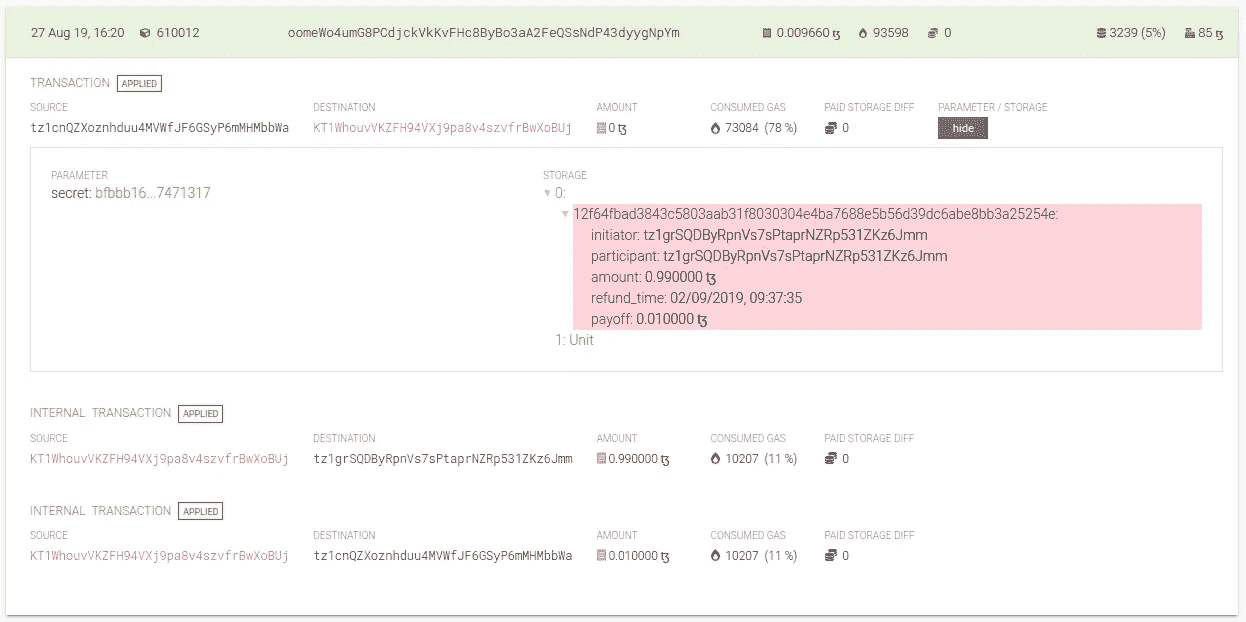 27 Aug 19, 16:20 610012 oomeWo4umG8PCdjckVkKvFHc8ByBo3aA2FeQSsNdP43dyygNpYm 0.009660 ꜩ 93598 0 3239 (5%) 85 ꜩ
TRANSACTION APPLIED
SOURCE DESTINATION AMOUNT CONSUMED GAS PAID STORAGE DIFF PARAMETER / STORAGE
tz1cnQZXoznhduu4MVWfJF6GSyP6mMHMbbWa KT1WhouvVKZFH94VXj9pa8v4szvfrBwXoBUj 0 ꜩ 73084 (78 %) 0 hide
PARAMETER STORAGE
secret: bfbbb16...7471317 0:
12f64fbad3843c5803aab31f8030304e4ba7688e5b56d39dc6abe8bb3a25254e:
initiator: tz1grSQDByRpnVs7sPtaprNZRp531ZKz6Jmm
participant: tz1grSQDByRpnVs7sPtaprNZRp531ZKz6Jmm
amount: 0.990000 ꜩ
refund_time: 02/09/2019, 09:37:35
payoff: 0.010000 ꜩ
1: Unit
INTERNAL TRANSACTION APPLIED
SOURCE DESTINATION AMOUNT CONSUMED GAS PAID STORAGE DIFF
KT1WhouvVKZFH94VXj9pa8v4szvfrBwXoBUj tz1grSQDByRpnVs7sPtaprNZRp531ZKz6Jmm 0.990000 ꜩ 10207 (11 %) 0
INTERNAL TRANSACTION APPLIED
SOURCE DESTINATION AMOUNT CONSUMED GAS PAID STORAGE DIFF
KT1WhouvVKZFH94VXj9pa8v4szvfrBwXoBUj tz1cnQZXoznhduu4MVWfJF6GSyP6mMHMbbWa 0.010000 ꜩ 10207 (11 %) 0